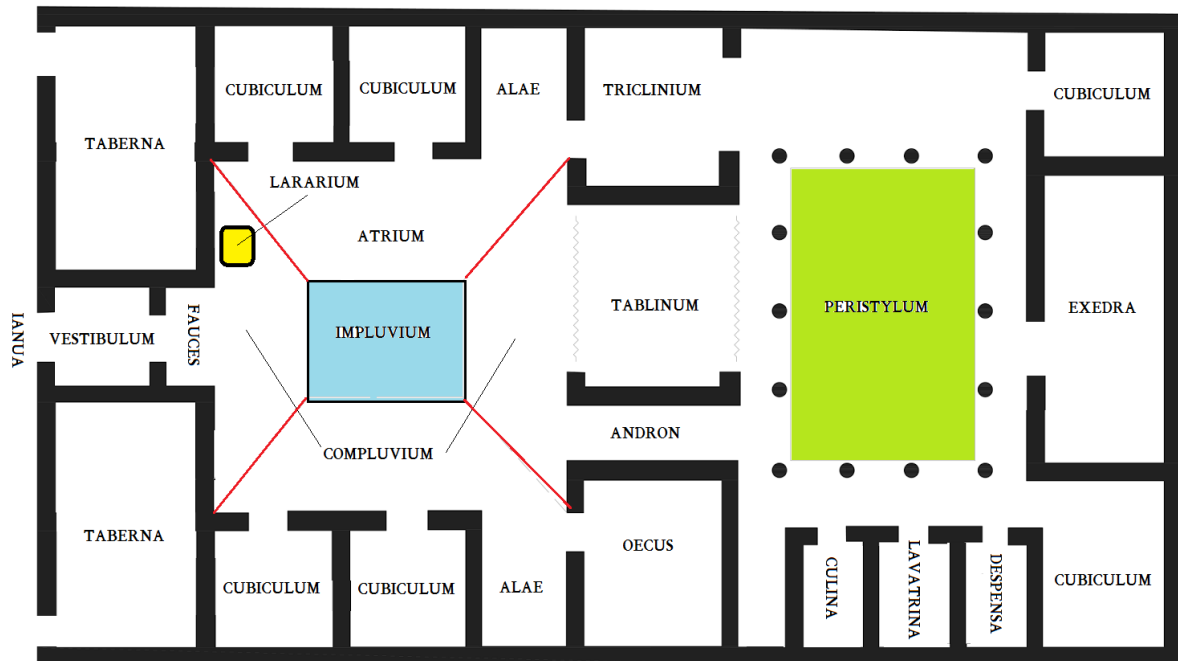 CUBICULUM
CUBICULUM
ALAE
TRICLINIUM
CUBICULUM
TABERNA
LARARIUM
ATRIUM
IANUA
VESTIBULUM
FAUCES
IMPLUVIUM
TABLINUM
PERISTYLUM
EXEDRA
COMPLUVIUM
ANDRON
TABERNA
CUBICULUM
CUBICULUM
ALAE
OECUS
CULINA
LAVATRINA
DESPENSA
CUBICULUM